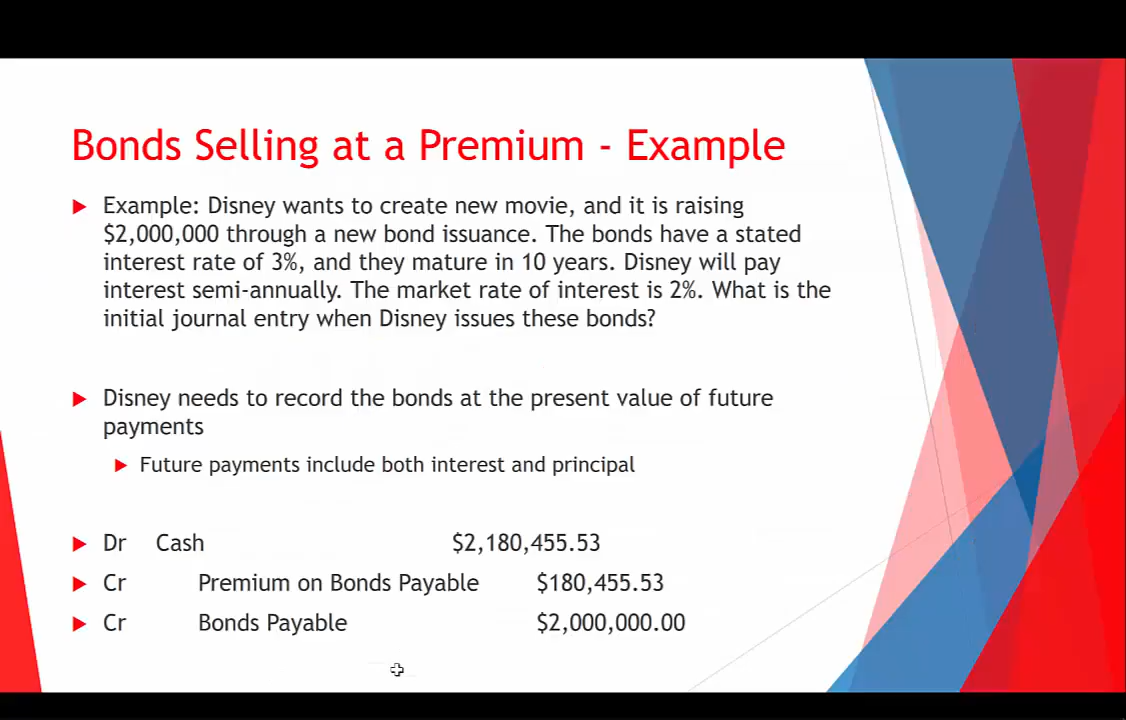 Bonds Selling at a Premium - Example
Example: Disney wants to create new movie, and it is raising
$2,000,000 through a new bond issuance. The bonds have a stated
interest rate of 3%, and they mature in 10 years. Disney will pay
interest semi-annually. The market rate of interest is 2%. What is the
initial journal entry when Disney issues these bonds?
Disney needs to record the bonds at the present value of future
payments
Future payments include both interest and principal
Dr Cash $2,180,455.53
Cr Premium on Bonds Payable $180,455.53
Cr Bonds Payable $2,000,000.00